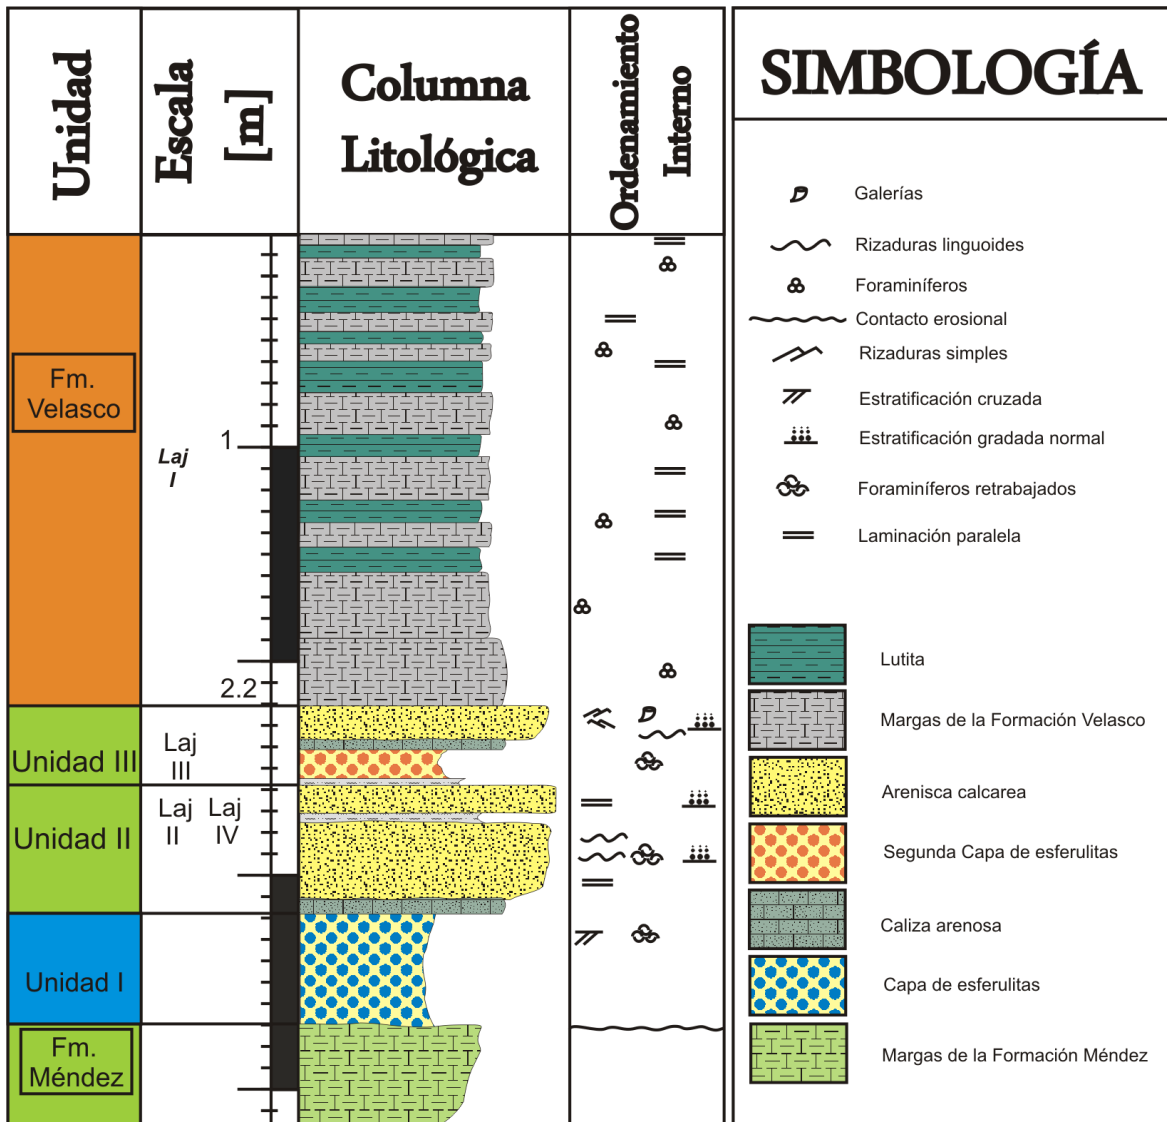 Unidad
Escala
[m]
Columna
Litológica
Ordenamiento
Interno
SIMBOLOGÍA
Fm.
Velasco
Laj
I
1
2.2
Unidad III
Laj
III
Unidad II
Laj
II
Laj
IV
Unidad I
Fm.
Méndez
Galerías
Rizaduras linguoides
Foraminíferos
Contacto erosional
Rizaduras simples
Estratificación cruzada
Estratificación gradada normal
Foraminíferos retrabajados
Laminación paralela
Lutita
Margas de la Formación Velasco
Arenisca calcarea
Segunda Capa de esferulitas
Caliza arenosa
Capa de esferulitas
Margas de la Formación Méndez